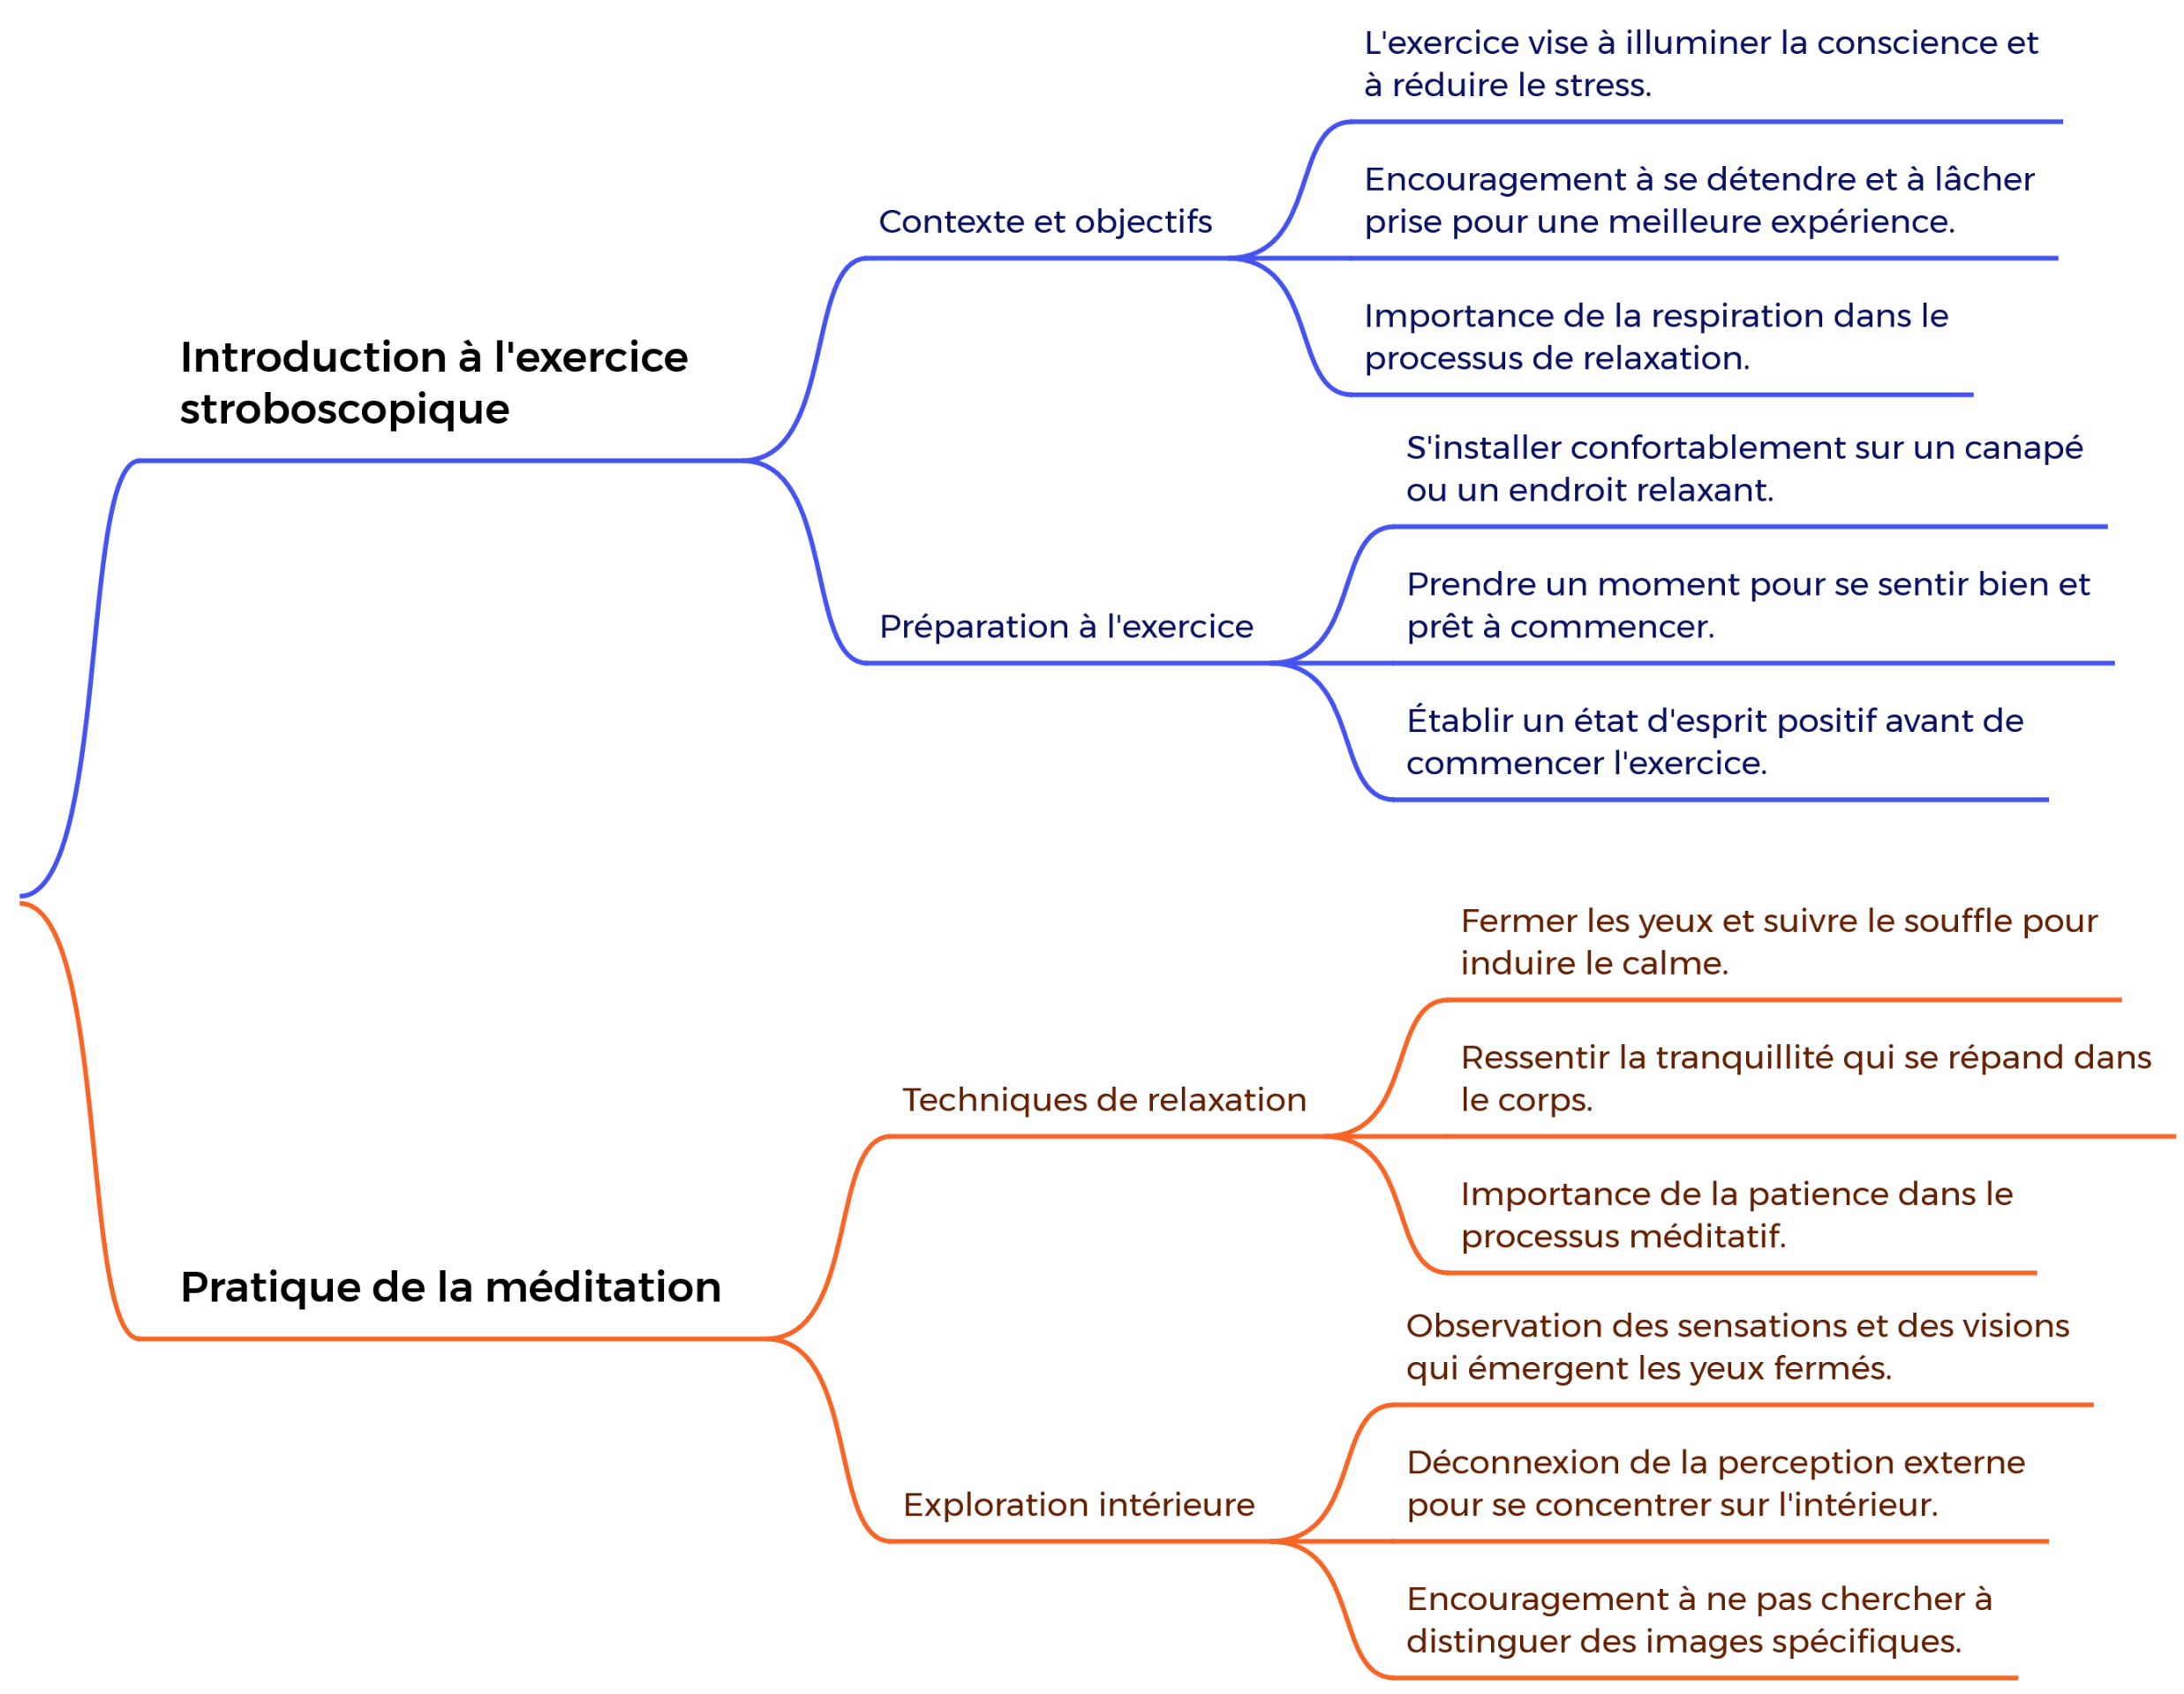 Introduction à l'exercice
stroboscopique
Contexte et objectifs
L'exercice vise à illuminer la conscience et
à réduire le stress.
Encouragement à se détendre et à lâcher
prise pour une meilleure expérience.
Importance de la respiration dans le
processus de relaxation.
Préparation à l'exercice
S'installer confortablement sur un canapé
ou un endroit relaxant.
Prendre un moment pour se sentir bien et
prêt à commencer.
Établir un état d'esprit positif avant de
commencer l'exercice.
Pratique de la méditation
Techniques de relaxation
Fermer les yeux et suivre le souffle pour
induire le calme.
Ressentir la tranquillité qui se répand dans
le corps.
Importance de la patience dans le
processus méditatif.
Exploration intérieure
Observation des sensations et des visions
qui émergent les yeux fermés.
Déconnexion de la perception externe
pour se concentrer sur l'intérieur.
Encouragement à ne pas chercher à
distinguer des images spécifiques.